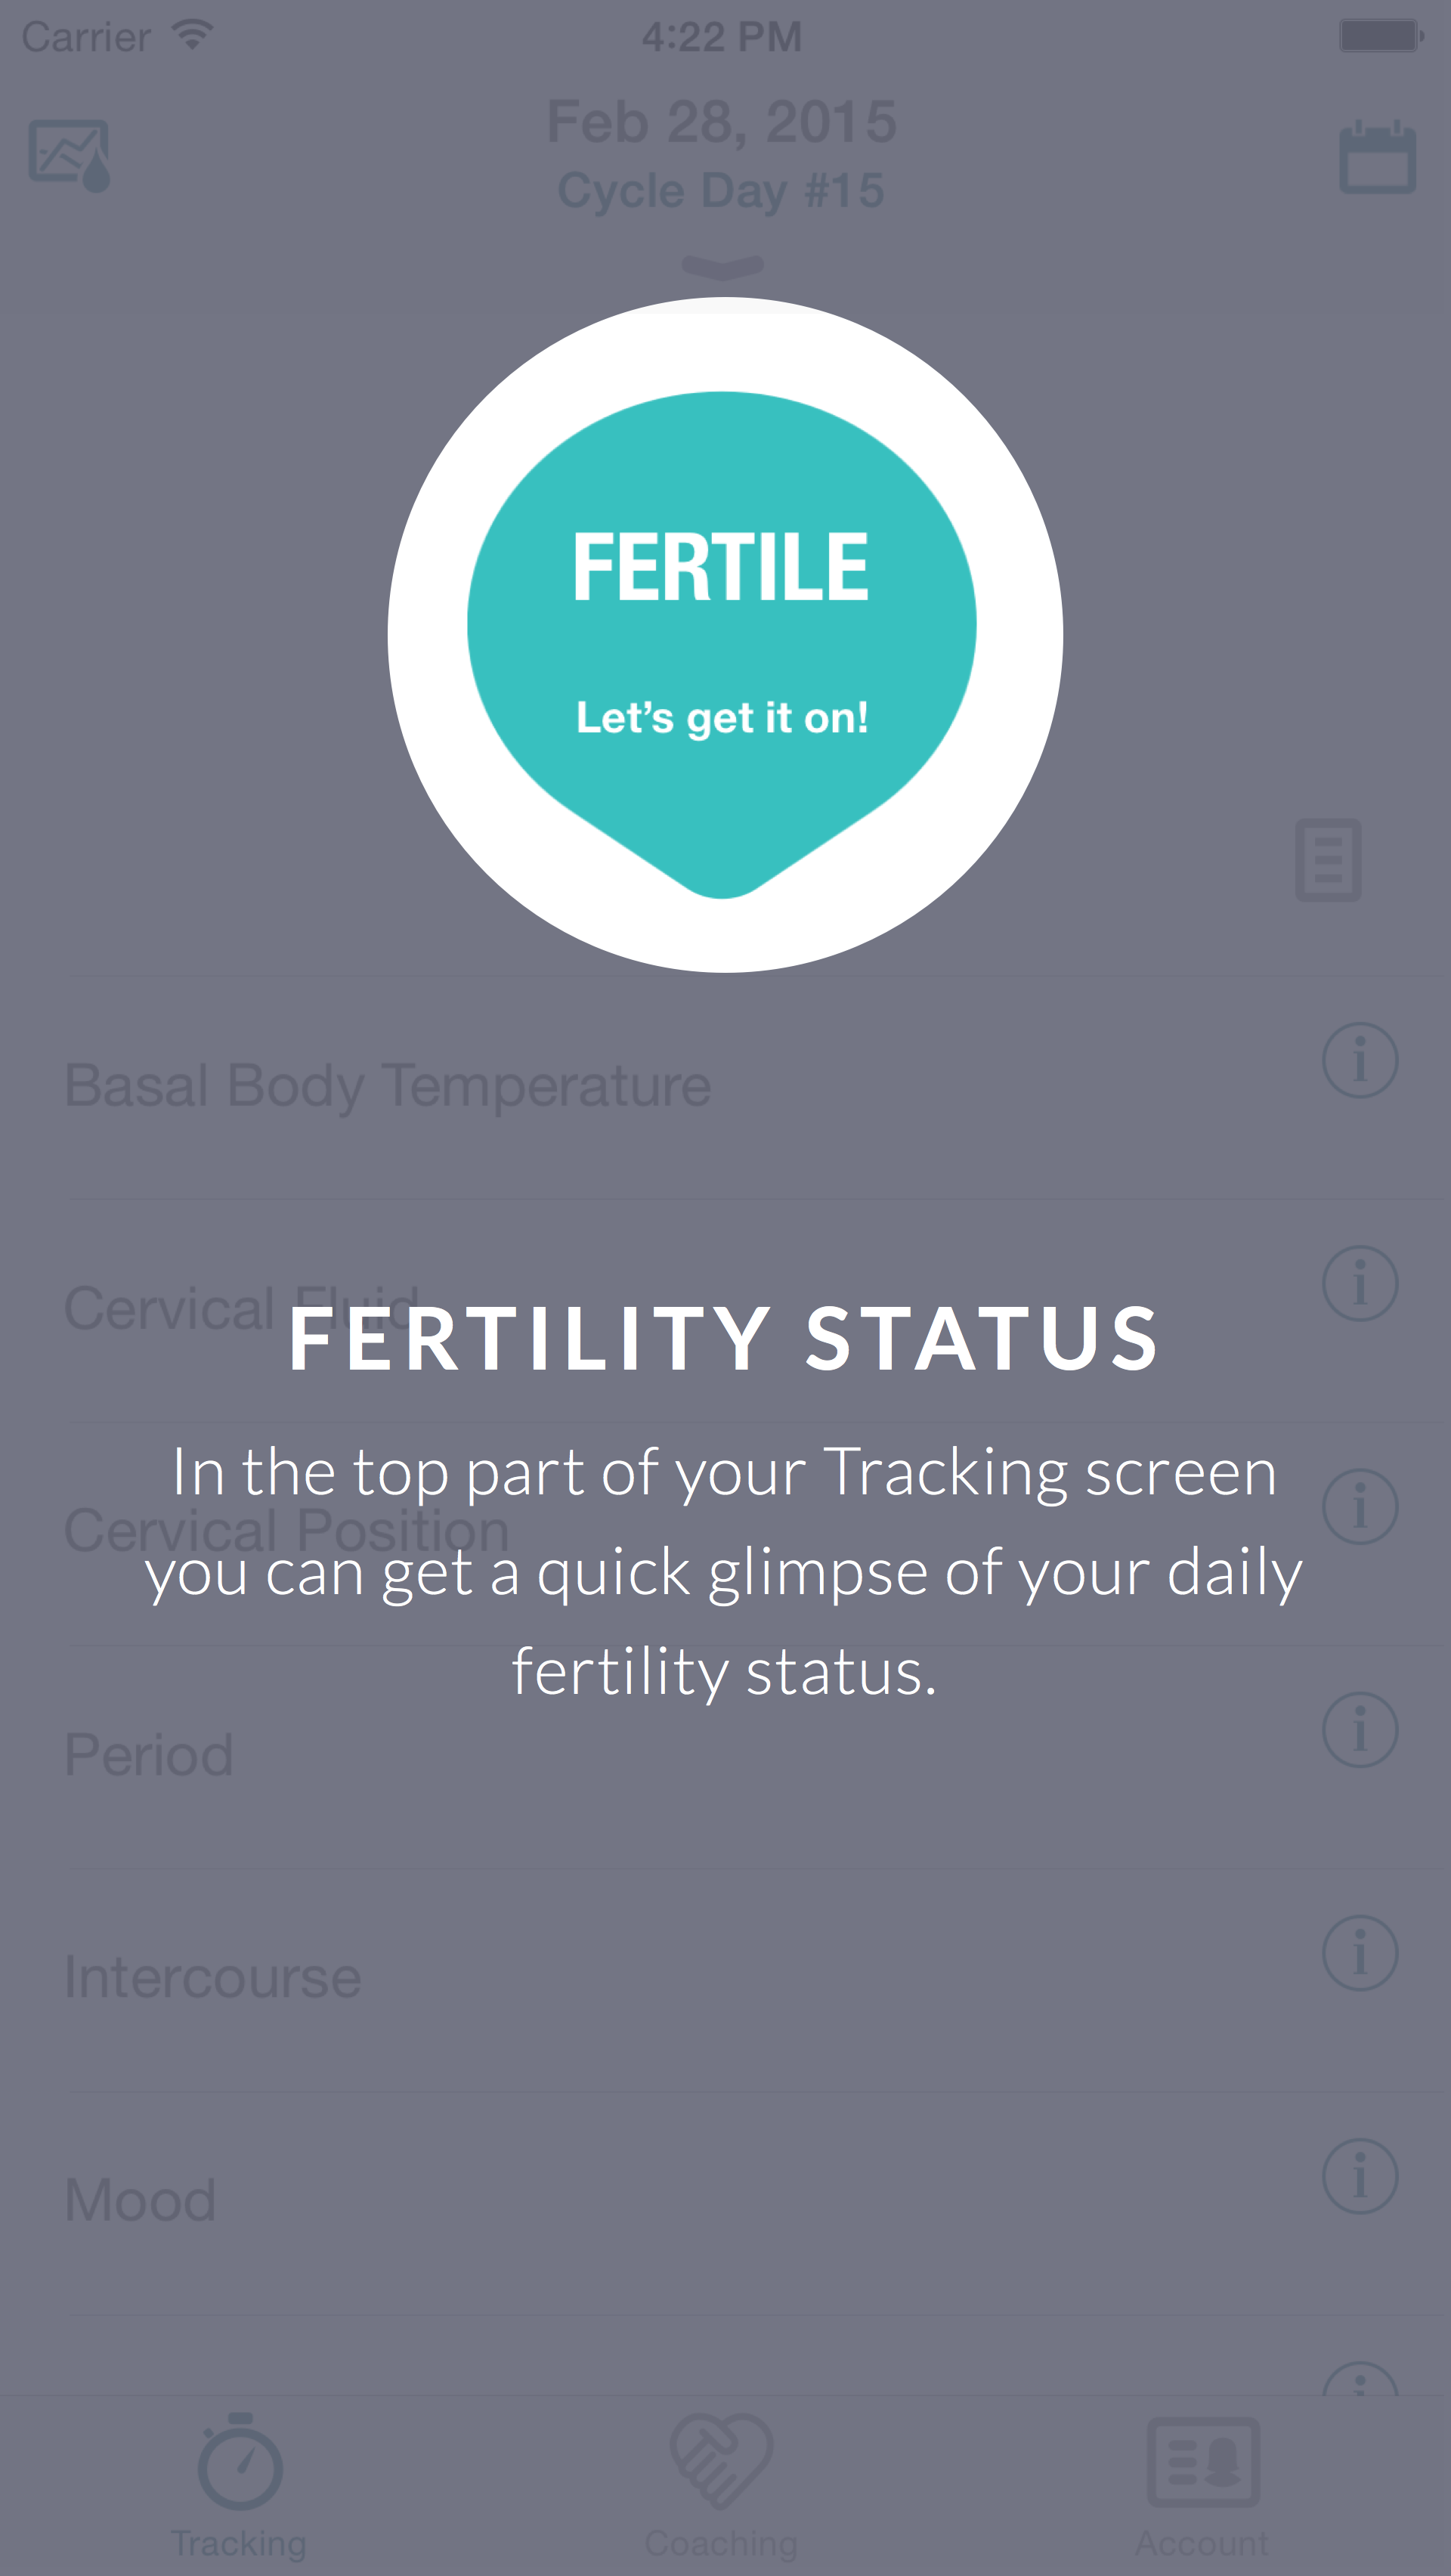 Carrier 4:22 PM
Feb 28, 2015
Cycle Day #15
FERTILE
Let's get it on!
Basal Body Temperature
Cervical Fluid
FERTILITY STATUS
In the top part of your Tracking screen
Cervical Position
you can get a quick glimpse of your daily
fertility status.
Period
Intercourse
Mood
Tracking Coaching Account